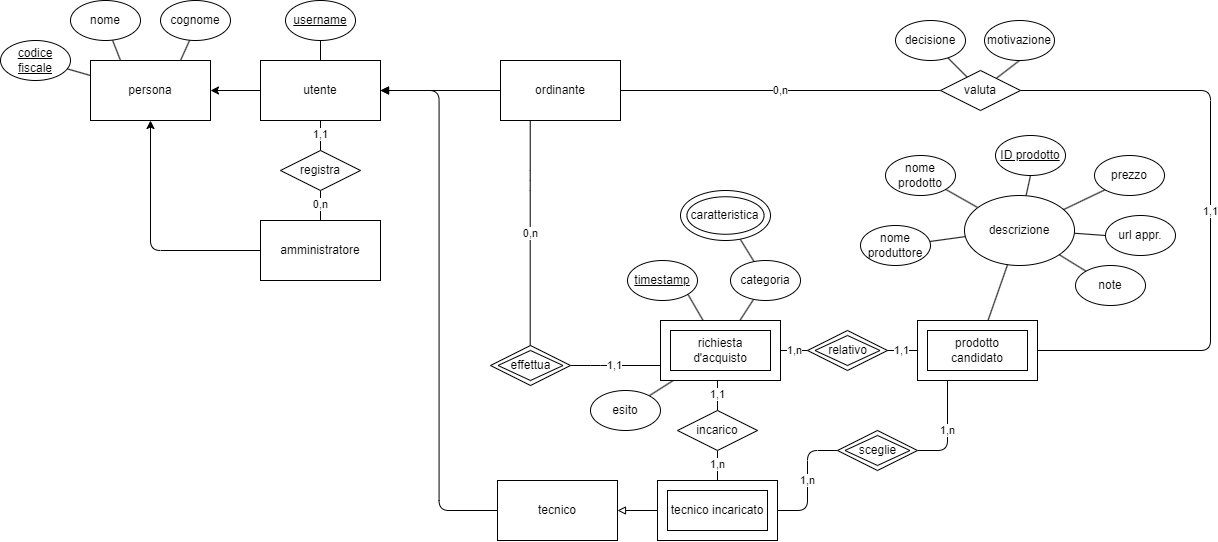 nome
cognome
username
codice
fiscale
persona
utente
ordinante
decisione
motivazione
0,n
valuta
1,1
registra
0,n
amministratore
0,n
ID prodotto
nome
prodotto
prezzo
nome
produttore
descrizione
url appr.
note
1,1
caratteristica
timestamp
categoria
richiesta
d'acquisto
1,n
relativo
1,1
prodotto
candidato
effettua
1,1
esito
1,1
incarico
1,n
1,n
sceglie
1,n
tecnico
tecnico incaricato